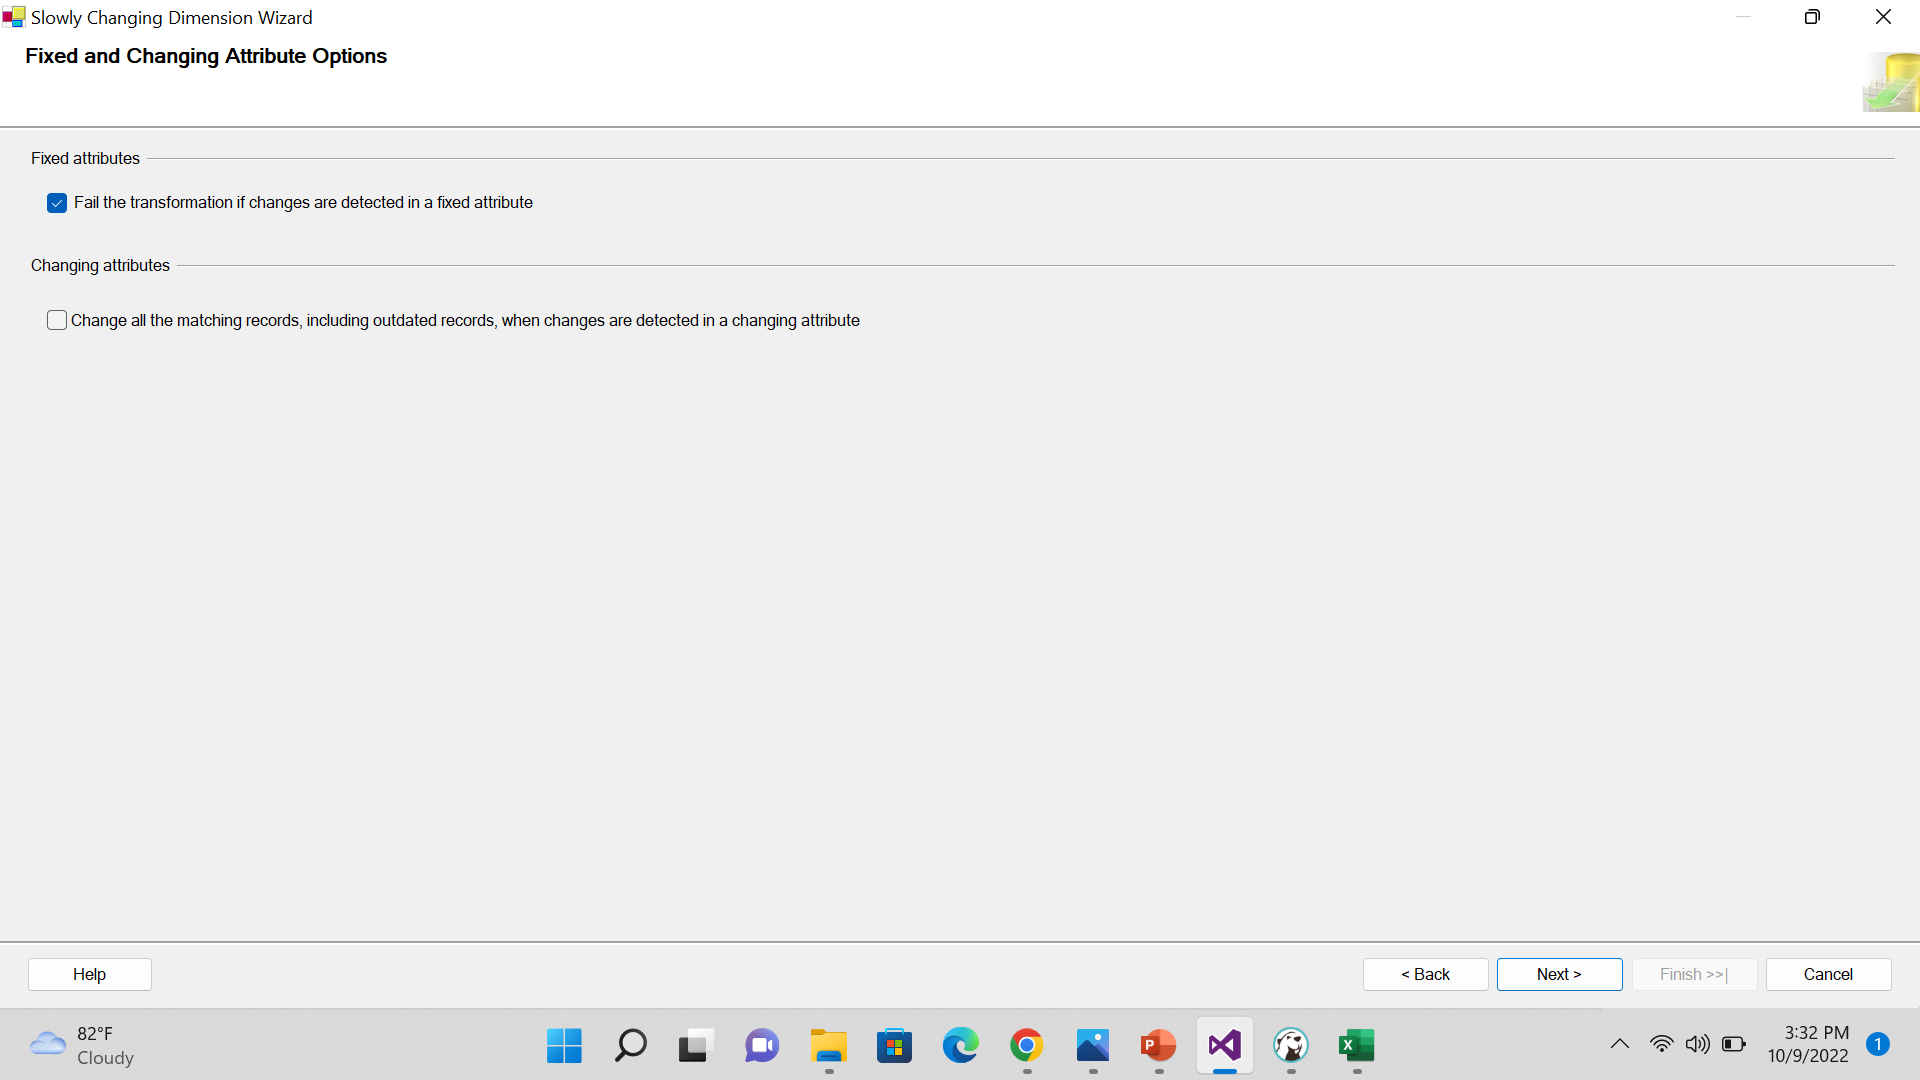 Slowly Changing Dimension Wizard
Fixed and Changing Attribute Options
Fixed attributes
Fail the transformation if changes are detected in a fixed attribute
Changing attributes
Change all the matching records, including outdated records, when changes are detected in a changing attribute
Help
< Back
Next >
Finish >>|
Cancel
82°F
Cloudy
P
X
3:32 PM
10/9/2022
1